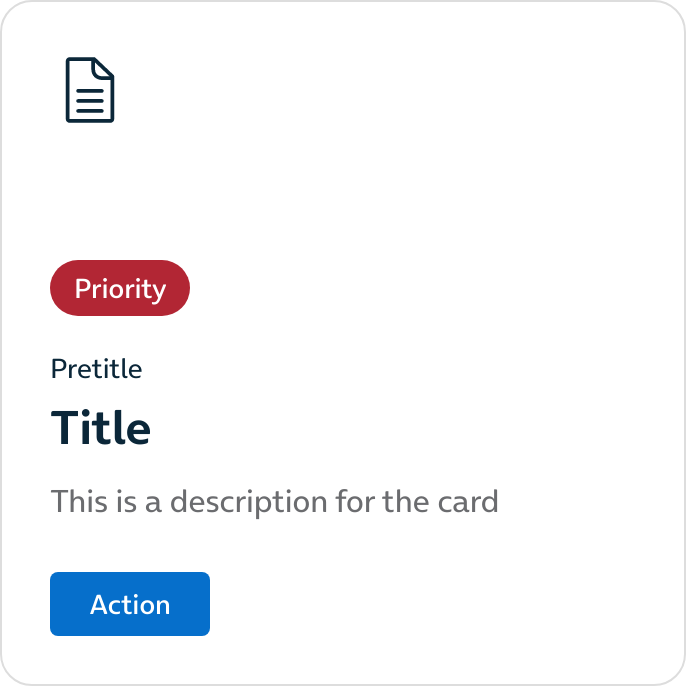 Priority
Pretitle
Title
This is a description for the card
Action